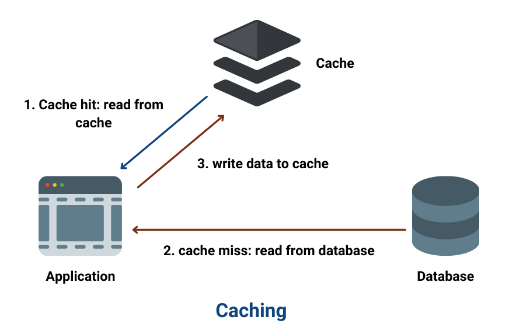 Cache
1. Cache hit: read from
cache
3. write data to cache
2. cache miss: read from database
Application
Database
Caching